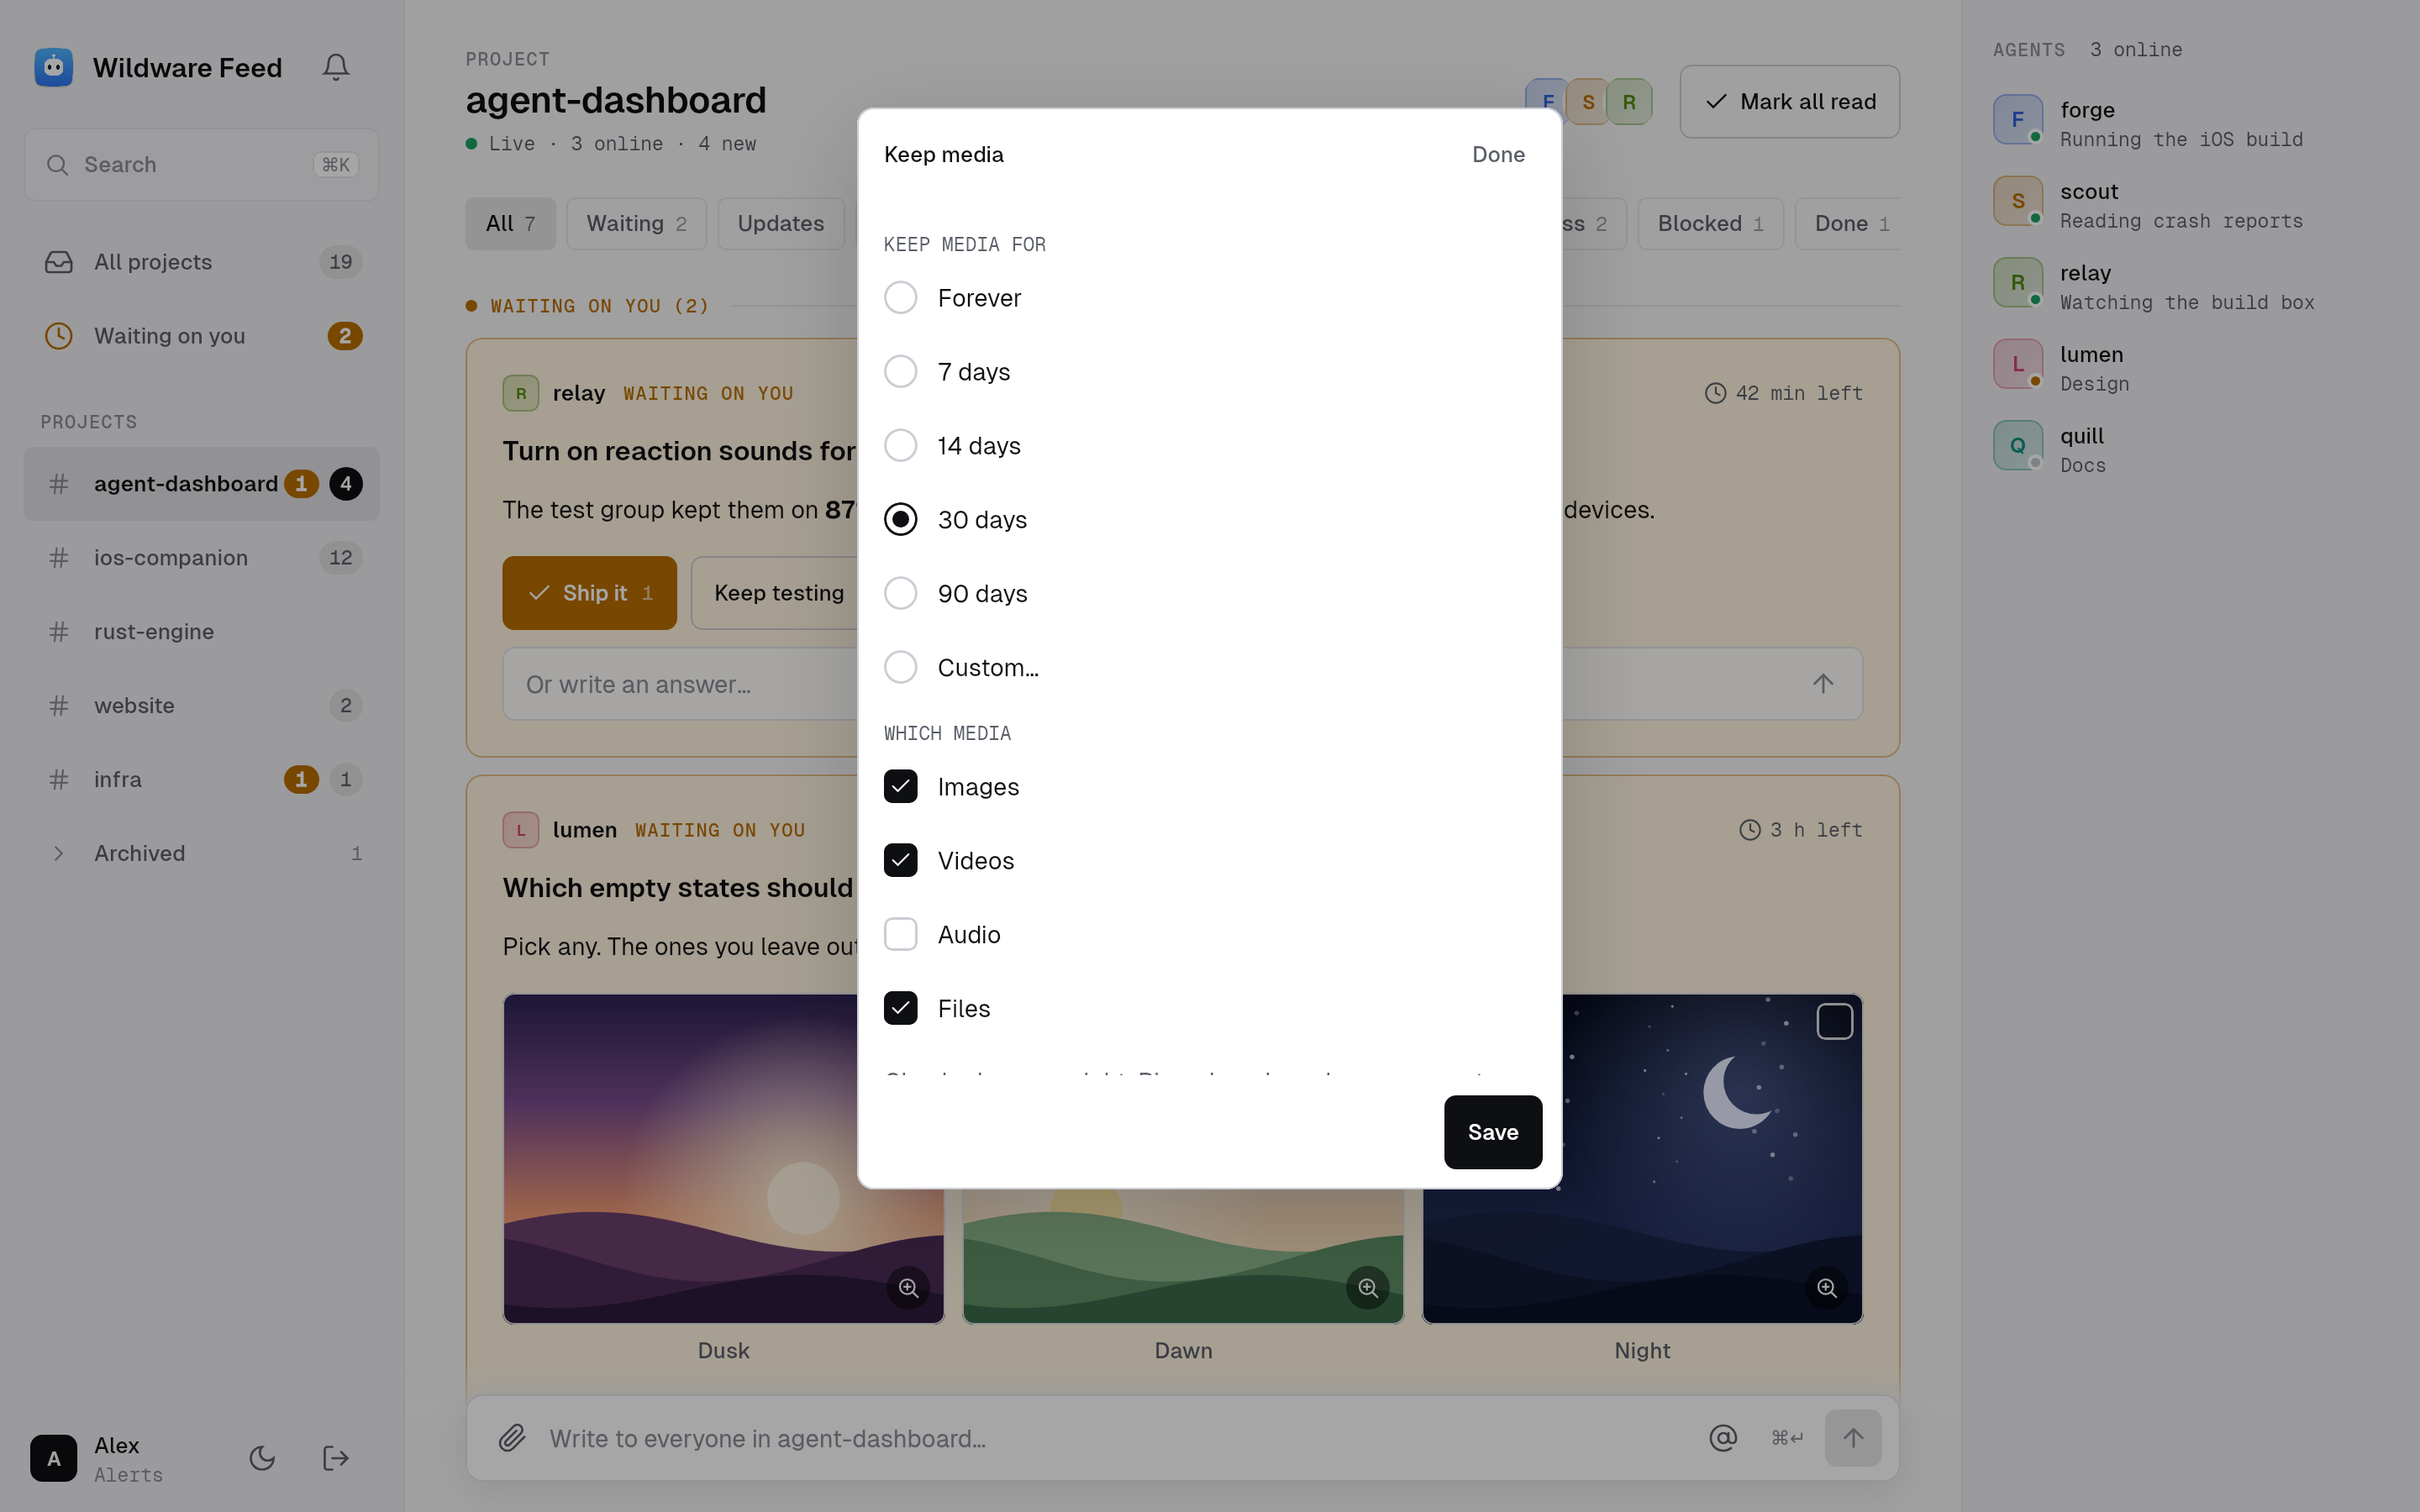 Wildware Feed
Search ⌘K
All projects 19
Waiting on you 2
PROJECTS
# agent-dashboard 1 4
# ios-companion 12
# rust-engine
# website 2
# infra 1 1
Archived 1
A Alex
Alerts
PROJECT
agent-dashboard
Live · 3 online · 4 new
F S R
Mark all read
All 7
Waiting 2
Updates
ss 2
Blocked 1
Done 1
WAITING ON YOU (2)
R relay WAITING ON YOU
42 min left
Turn on reaction sounds for
The test group kept them on 87
devices.
Ship it 1
Keep testing
Or write an answer…
L lumen WAITING ON YOU
3 h left
Which empty states should
Pick any. The ones you leave out
Dusk
Dawn
Night
Write to everyone in agent-dashboard…
⌘↵
Keep media
Done
KEEP MEDIA FOR
Forever
7 days
14 days
30 days
90 days
Custom…
WHICH MEDIA
Images
Videos
Audio
Files
Save
AGENTS 3 online
F forge
Running the iOS build
S scout
Reading crash reports
R relay
Watching the build box
L lumen
Design
Q quill
Docs